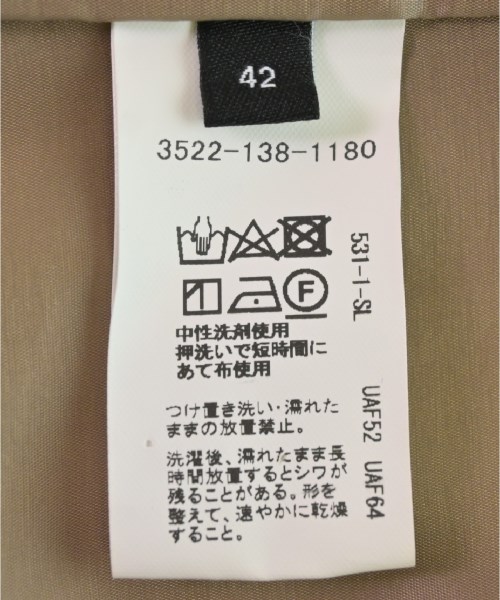 42
3522-138-1180
F
中性洗剤使用
押洗いで短時間に
あて布使用
つけ置き洗い・濡れた
ままの放置禁止。
洗濯後、濡れたまま長
時間放置するとシワが
残ることがある。形を
整えて、速やかに乾燥
すること。
531-1-SL
UAF52 UAF64